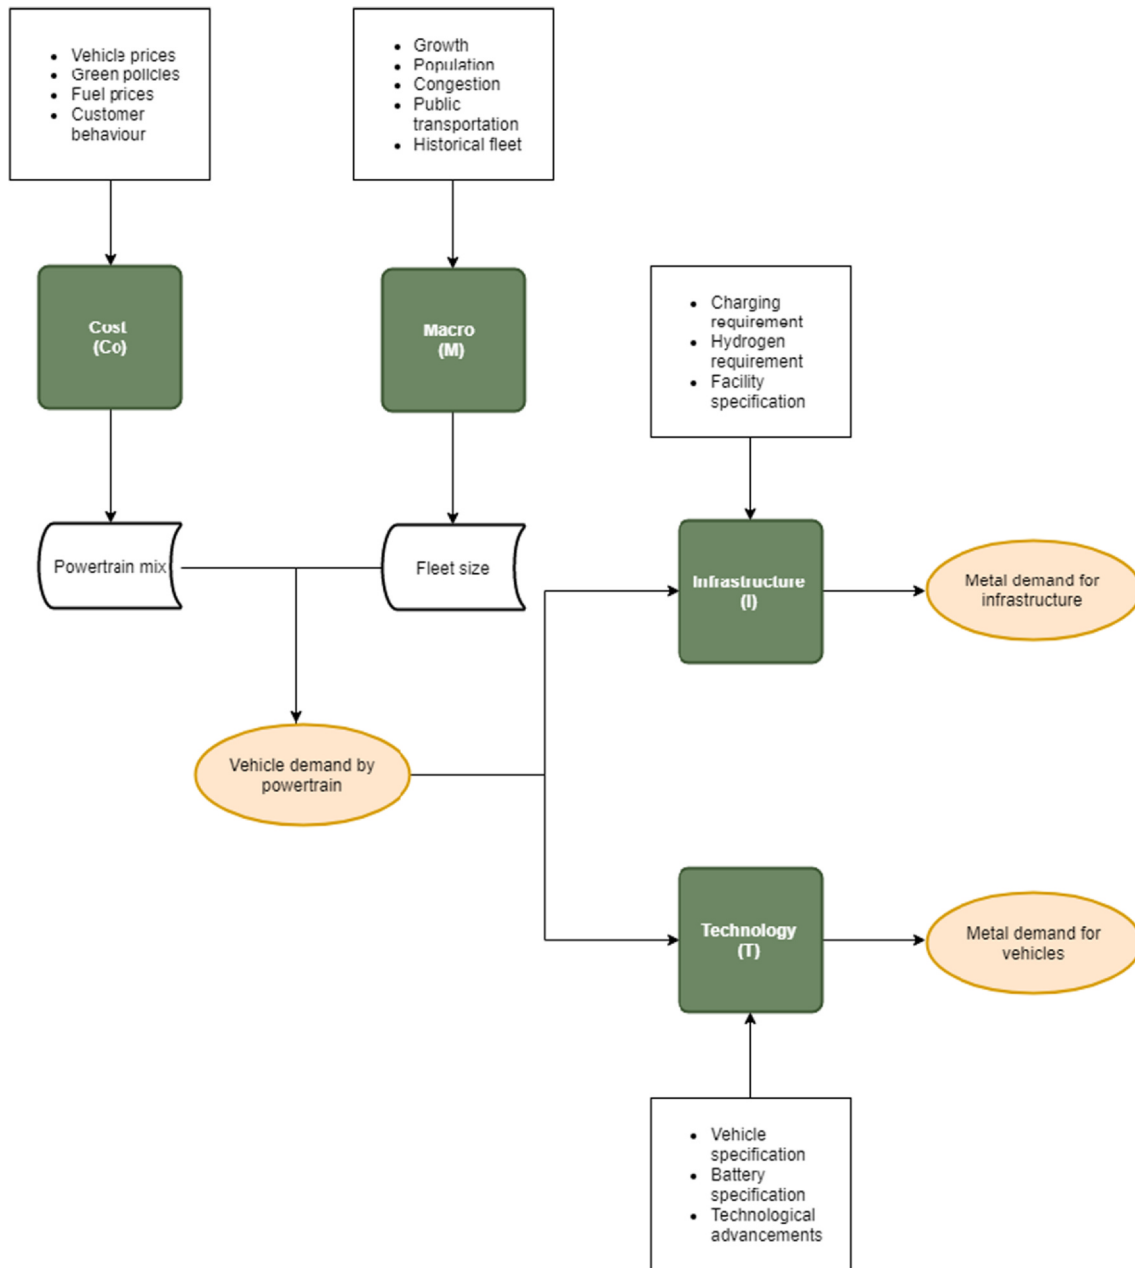 Vehicle prices
Green policies
Fuel prices
Customer
behaviour
Growth
Population
Congestion
Public
transportation
Historical fleet
Cost
(Co)
Macro
(M)
Charging
requirement
Hydrogen
requirement
Facility
specification
Powertrain mix
Fleet size
Infrastructure
(I)
Metal demand for
infrastructure
Vehicle demand by
powertrain
Technology
(T)
Metal demand for
vehicles
Vehicle
specification
Battery
specification
Technological
advancements